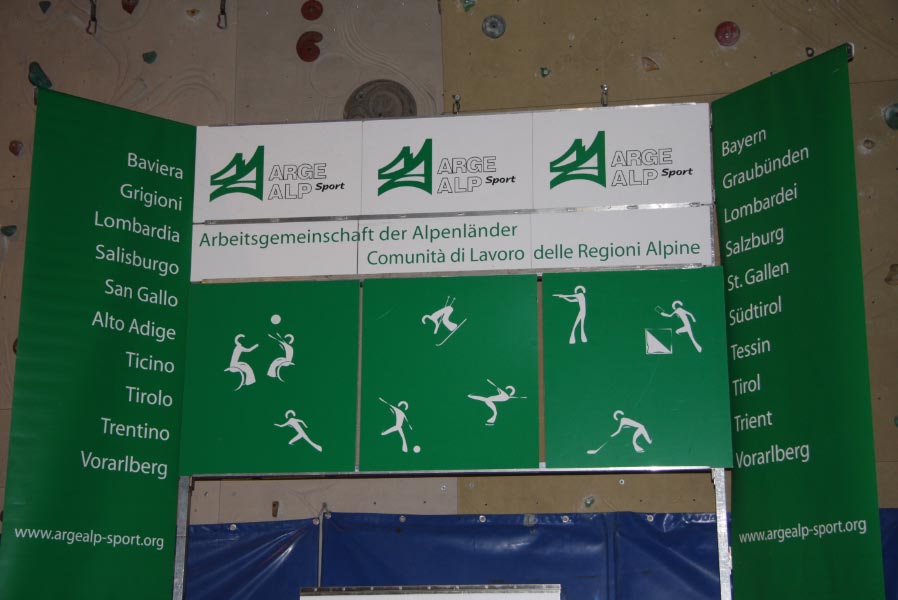 Baviera
Grigioni
Lombardia
Salisburgo
San Gallo
Alto Adige
Ticino
Tirolo
Trentino
Vorarlberg
www.argealp-sport.org
ARGE
ALP Sport
ARGE
ALP Sport
ARGE
ALP Sport
Arbeitsgemeinschaft der Alpenländer
Comunità di Lavoro delle Regioni Alpine
Bayern
Graubünden
Lombardei
Salzburg
St. Gallen
Südtirol
Tessin
Tirol
Trient
Vorarlberg
www.argealp-sport.org